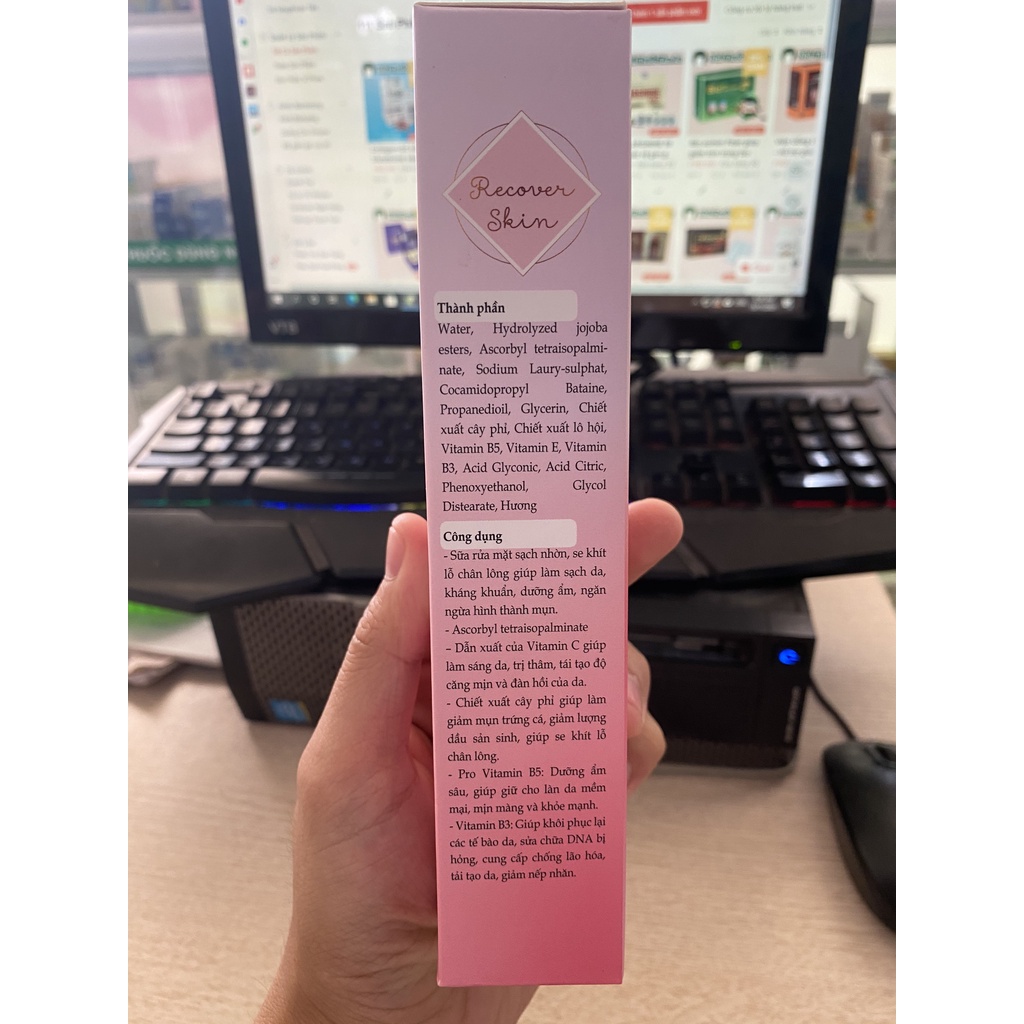 Recover
Skin
Thành phần
Water, Hydrolyzed jojoba
esters, Ascorbyl tetraisopalmi-
nate, Sodium Laury-sulphat,
Cocamidopropyl Bataine,
Propanedioil, Glycerin, Chiết
xuất cây phỉ, Chiết xuất lô hội,
Vitamin B5, Vitamin E, Vitamin
B3, Acid Glyconic, Acid Citric,
Phenoxyethanol, Glycol
Distearate, Hương
Công dụng
- Sữa rửa mặt sạch nhờn, se khít
lỗ chân lông giúp làm sạch da,
kháng khuẩn, dưỡng ẩm, ngăn
ngừa hình thành mụn.
- Ascorbyl tetraisopalminate
– Dẫn xuất của Vitamin C giúp
làm sáng da, trị thâm, tái tạo độ
căng mịn và đàn hồi của da.
- Chiết xuất cây phỉ giúp làm
giảm mụn trứng cá, giảm lượng
dầu sản sinh, giúp se khít lỗ
chân lông.
- Pro Vitamin B5: Dưỡng ẩm
sâu, giúp giữ cho làn da mềm
mại, mịn màng và khỏe mạnh.
- Vitamin B3: Giúp khôi phục lại
các tế bào da, sửa chữa DNA bị
hỏng, cung cấp chống lão hóa,
tải tạo da, giảm nếp nhăn.
VTB